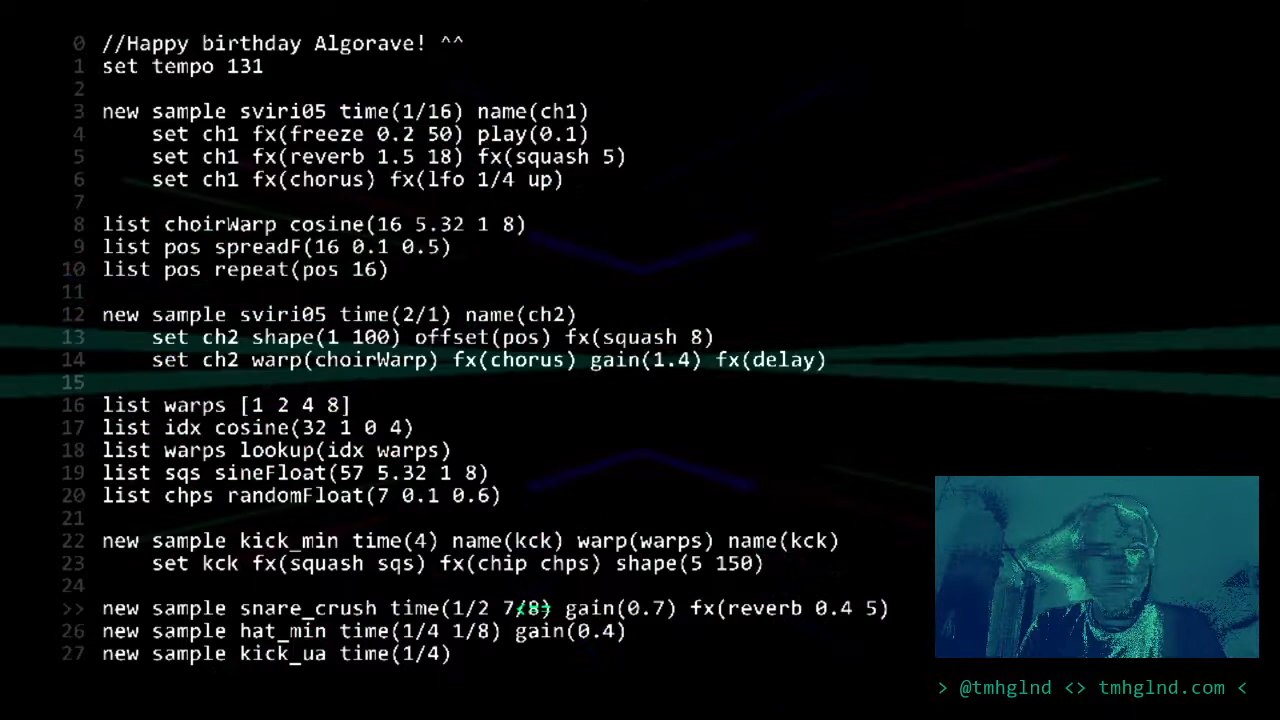 0 //Happy birthday Algorave! ^^
1 set tempo 131
2
3 new sample sviri05 time(1/16) name(ch1)
4 set ch1 fx(freeze 0.2 50) play(0.1)
5 set ch1 fx(reverb 1.5 18) fx(squash 5)
6 set ch1 fx(chorus) fx(lfo 1/4 up)
7
8 list choirWarp cosine(16 5.32 1 8)
9 list pos spreadF(16 0.1 0.5)
10 list pos repeat(pos 16)
11
12 new sample sviri05 time(2/1) name(ch2)
13 set ch2 shape(1 100) offset(pos) fx(squash 8)
14 set ch2 warp(choirWarp) fx(chorus) gain(1.4) fx(delay)
15
16 list warps [1 2 4 8]
17 list idx cosine(32 1 0 4)
18 list warps lookup(idx warps)
19 list sqs sineFloat(57 5.32 1 8)
20 list chps randomFloat(7 0.1 0.6)
21
22 new sample kick_min time(4) name(kck) warp(warps) name(kck)
23 set kck fx(squash sqs) fx(chip chps) shape(5 150)
24
>> new sample snare_crush time(1/2 7/8) gain(0.7) fx(reverb 0.4 5)
26 new sample hat_min time(1/4 1/8) gain(0.4)
27 new sample kick_ua time(1/4)
> @tmhglnd <> tmhglnd.com <